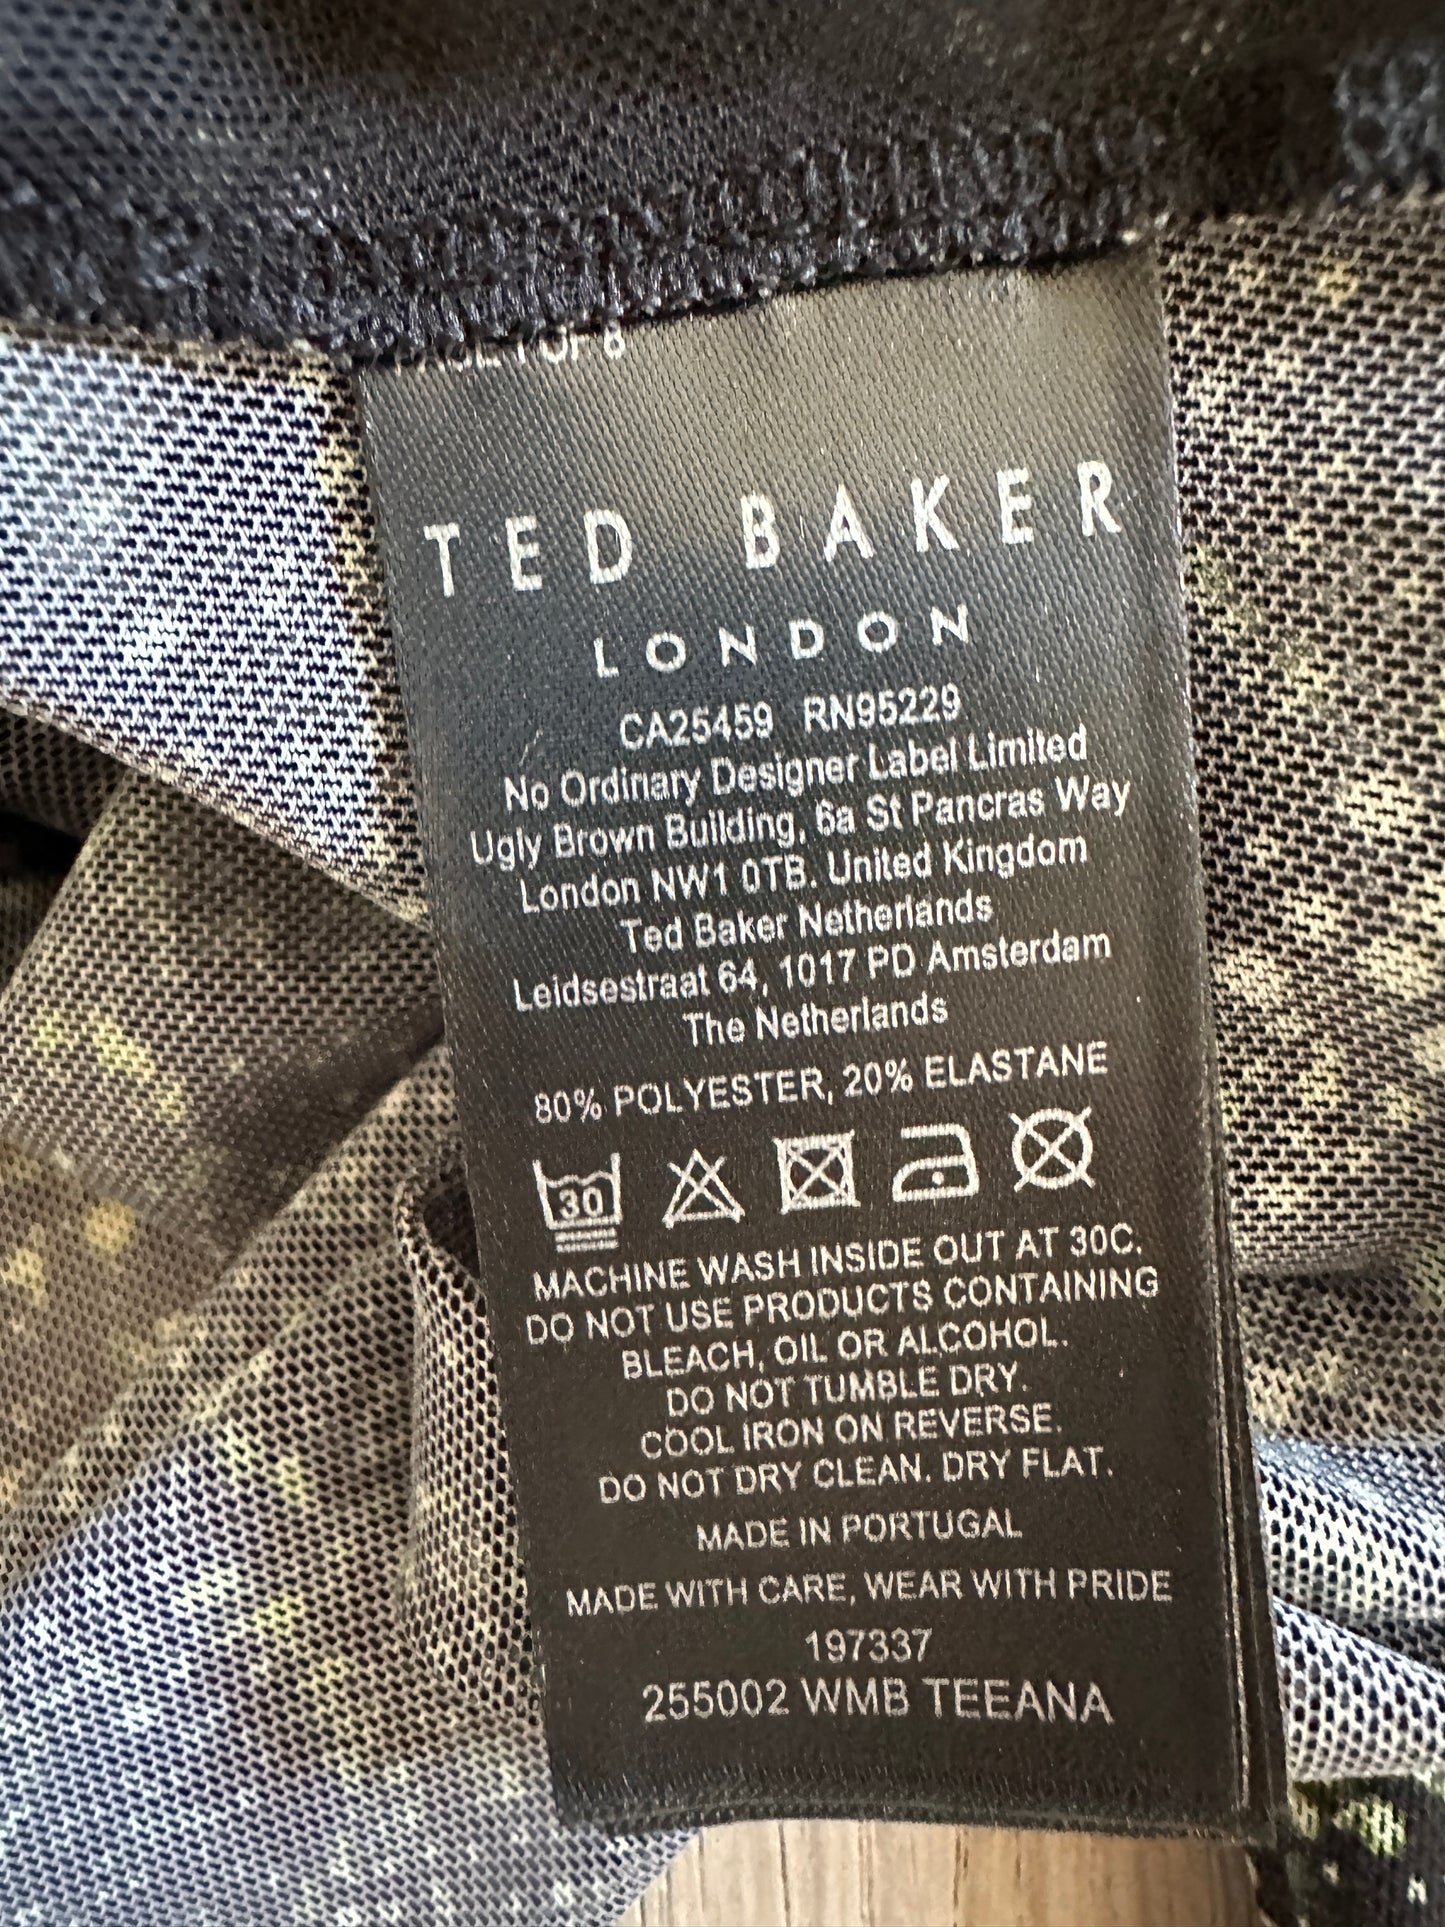 PAGE 1 OF 8
TED BAKER
LONDON
CA25459 RN95229
No Ordinary Designer Label Limited
Ugly Brown Building, 6a St Pancras Way
London NW1 0TB. United Kingdom
Ted Baker Netherlands
Leidsestraat 64, 1017 PD Amsterdam
The Netherlands
80% POLYESTER, 20% ELASTANE
30
MACHINE WASH INSIDE OUT AT 30C.
DO NOT USE PRODUCTS CONTAINING
BLEACH, OIL OR ALCOHOL.
DO NOT TUMBLE DRY.
COOL IRON ON REVERSE.
DO NOT DRY CLEAN. DRY FLAT.
MADE IN PORTUGAL
MADE WITH CARE, WEAR WITH PRIDE
197337
255002 WMB TEEANA